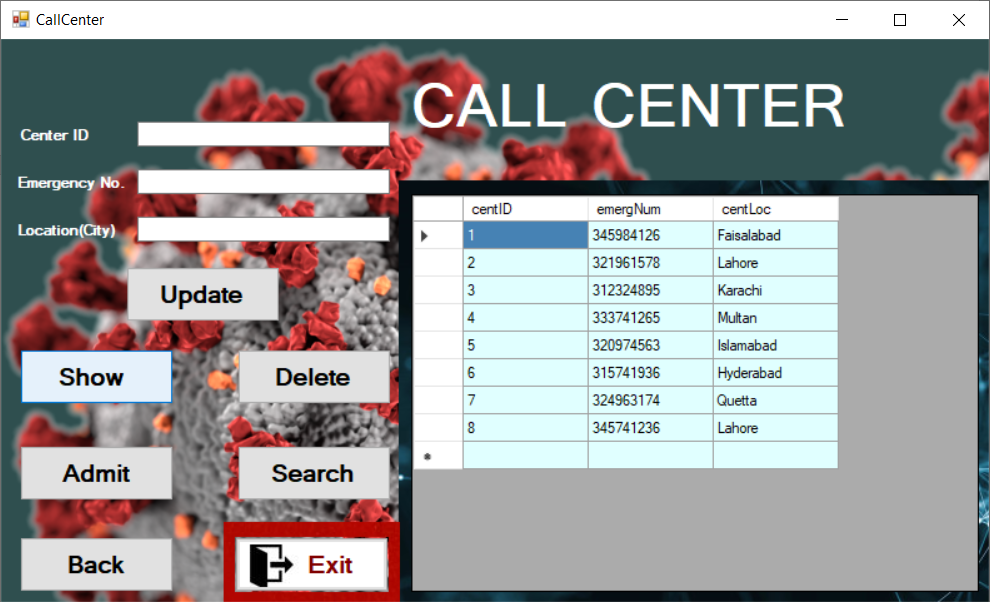 CallCenter
CALL CENTER
Center ID
Emergency No.
Location(City)
Update
Show
Delete
Admit
Search
Back
Exit
centID emergNum centLoc
1 345984126 Faisalabad
2 321961578 Lahore
3 312324895 Karachi
4 333741265 Multan
5 320974563 Islamabad
6 315741936 Hyderabad
7 324963174 Quetta
8 345741236 Lahore